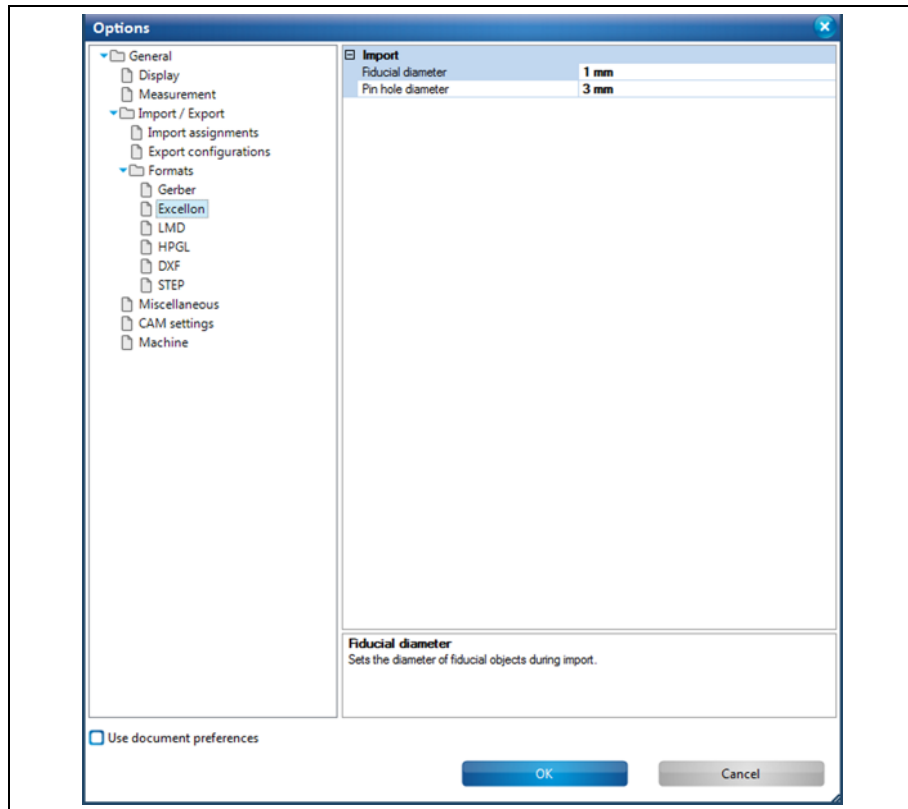 Options
General
Display
Measurement
Import / Export
Import assignments
Export configurations
Formats
Gerber
Excellon
LMD
HPGL
DXF
STEP
Miscellaneous
CAM settings
Machine
Import
Fiducial diameter 1 mm
Pin hole diameter 3 mm
Fiducial diameter
Sets the diameter of fiducial objects during import.
Use document preferences
OK Cancel